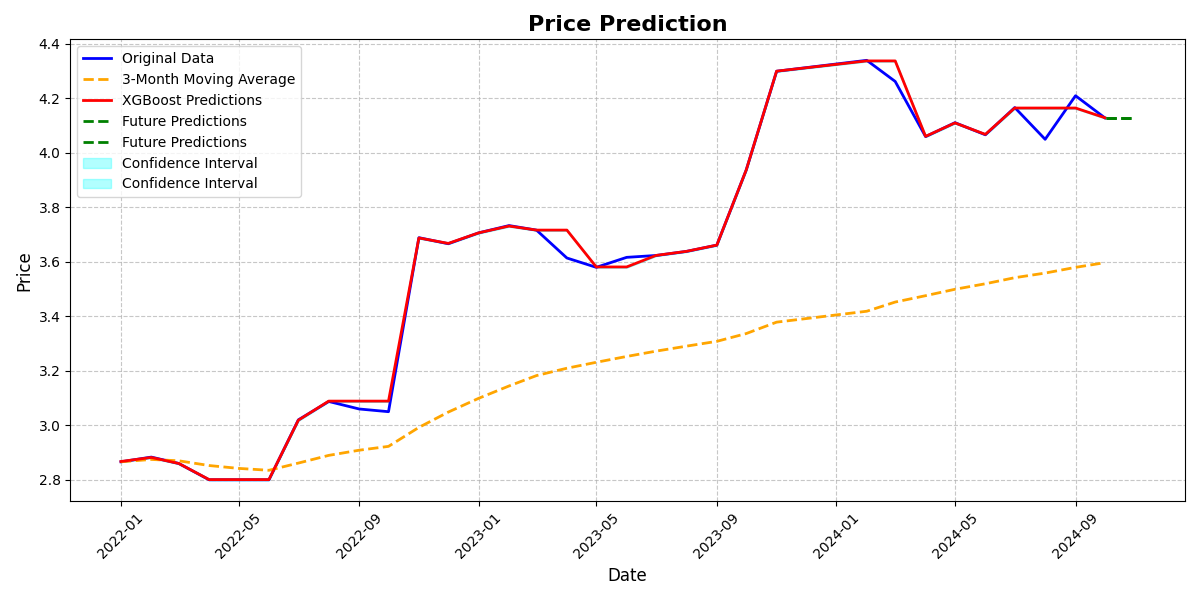 Price Prediction
Original Data
3-Month Moving Average
XGBoost Predictions
Future Predictions
Future Predictions
Confidence Interval
Confidence Interval
Price
4.4
4.2
4.0
3.8
3.6
3.4
3.2
3.0
2.8
2022-01
2022-05
2022-09
2023-01
2023-05
2023-09
2024-01
2024-05
2024-09
Date